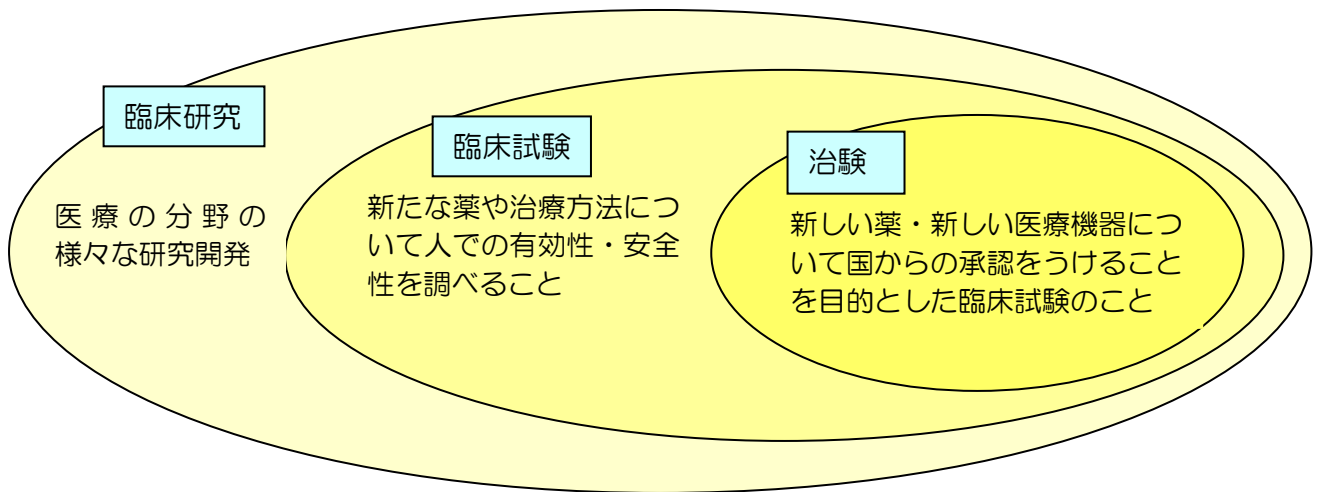 臨床研究
医療の分野の
様々な研究開発
臨床試験
新たな薬や治療方法につ
いて人での有効性・安全
性を調べること
治験
新しい薬・新しい医療機器につ
いて国からの承認をうけること
を目的とした臨床試験のこと